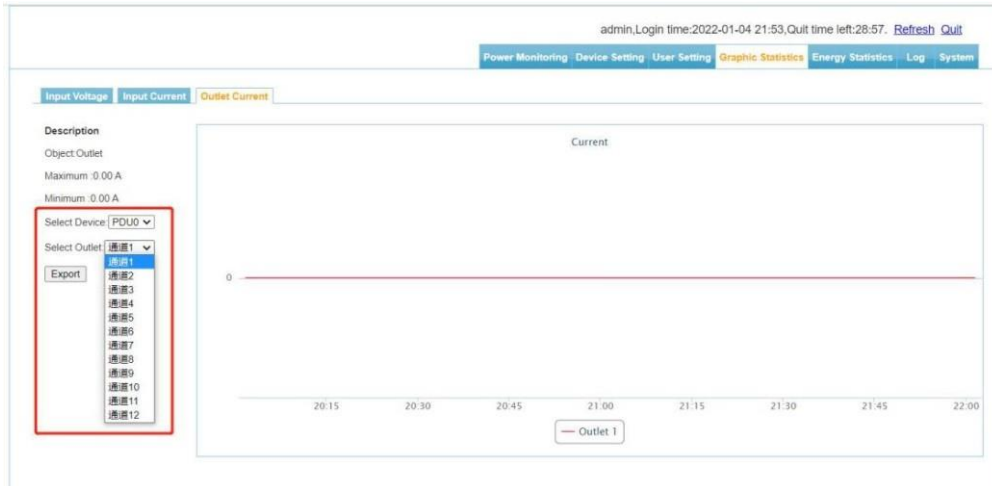 admin,Login time:2022-01-04 21:53,Quit time left:28:57. Refresh Quit
Power Monitoring Device Setting User Setting Graphic Statistics Energy Statistics Log System
Input Voltage Input Current Outlet Current
Description
Object:Outlet
Maximum :0.00 A
Minimum :0.00 A
Select Device: PDU0
Select Outlet: 通道1
通道1
通道2
通道3
通道4
通道5
通道6
通道7
通道8
通道9
通道10
通道11
通道12
Export
Current
0
20:15 20:30 20:45 21:00 21:15 21:30 21:45 22:00
Outlet 1